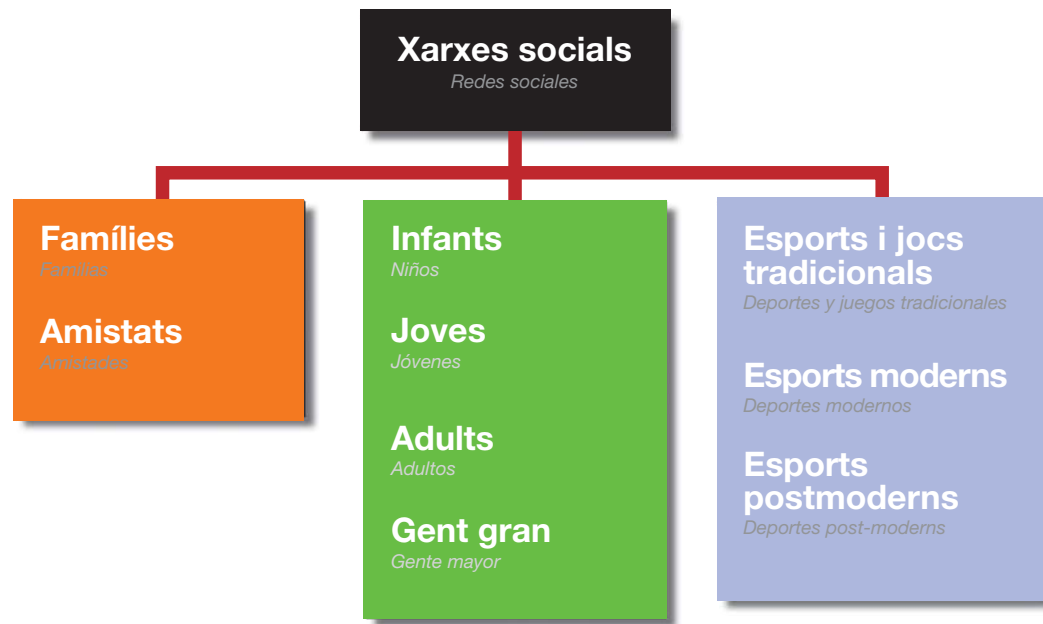 Xarxes socials
Redes sociales
Famílies
Familias
Amistats
Amistades
Infants
Niños
Joves
Jóvenes
Adults
Adultos
Gent gran
Gente mayor
Esports i jocs
tradicionals
Deportes y juegos tradicionales
Esports moderns
Deportes modernos
Esports
postmoderns
Deportes post-moderns